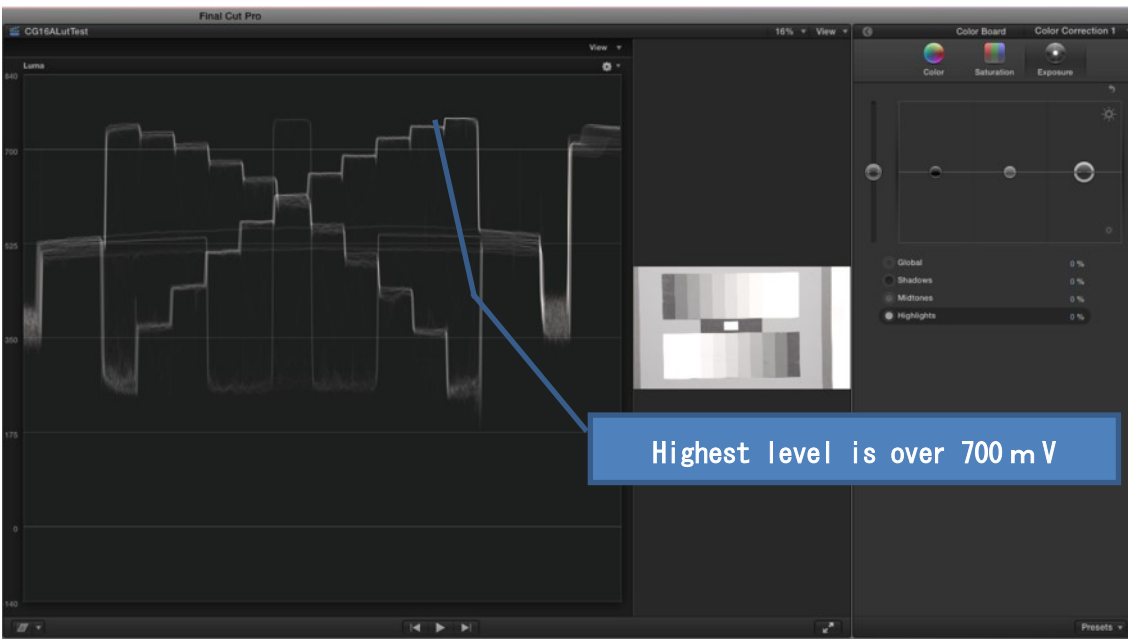 Final Cut Pro
CG16ALutTest
16% View
Color Board
Color Correction 1
View
Luma
Color
Saturation
Exposure
840
700
525
350
175
0
-140
Global 0 %
Shadows 0 %
Midtones 0 %
Highlights 0 %
Highest level is over 700ｍV
Presets